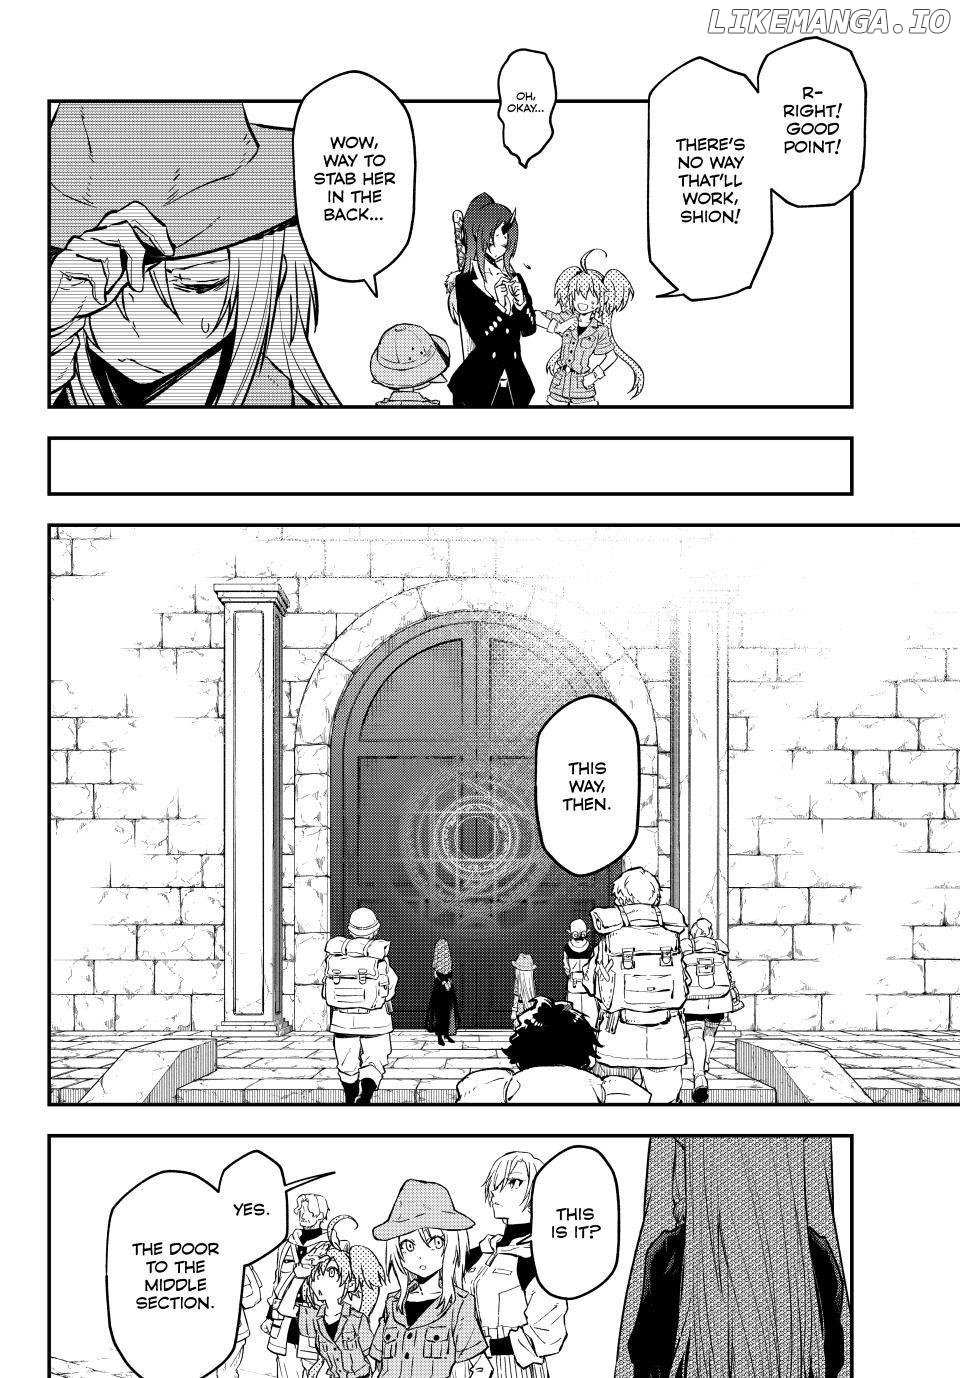 LIKEMANGA.IO
R-
RIGHT!
GOOD
POINT!
THERE'S
NO WAY
THAT'LL
WORK,
SHION!
OH,
OKAY...
WOW,
WAY TO
STAB HER
IN THE
BACK...
THIS
WAY,
THEN.
THIS
IS IT?
YES.
THE DOOR
TO THE
MIDDLE
SECTION.